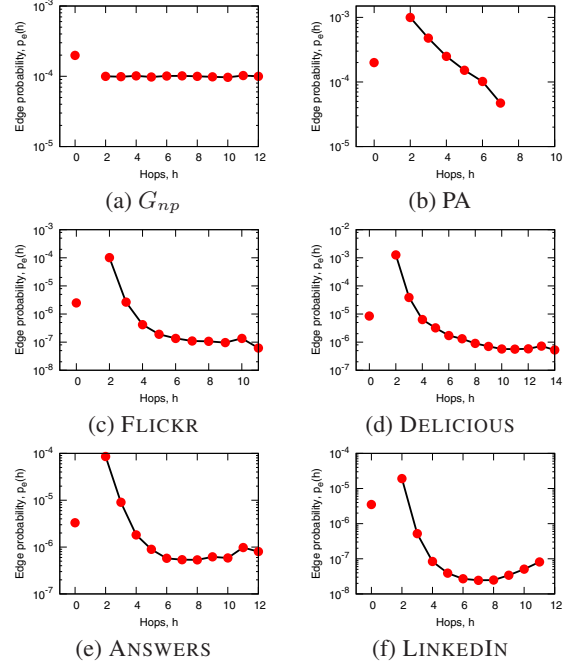 Edge probability, p_e(h)
10^-3
10^-4
10^-5
0 2 4 6 8 10 12
Hops, h
(a) G_np
Edge probability, p_e(h)
10^-3
10^-4
10^-5
0 2 4 6 8 10
Hops, h
(b) PA
Edge probability, p_e(h)
10^-3
10^-4
10^-5
10^-6
10^-7
10^-8
0 2 4 6 8 10
Hops, h
(c) FLICKR
Edge probability, p_e(h)
10^-2
10^-3
10^-4
10^-5
10^-6
10^-7
0 2 4 6 8 10 12 14
Hops, h
(d) DELICIOUS
Edge probability, p_e(h)
10^-4
10^-5
10^-6
10^-7
0 2 4 6 8 10 12
Hops, h
(e) ANSWERS
Edge probability, p_e(h)
10^-4
10^-5
10^-6
10^-7
10^-8
0 2 4 6 8 10 12
Hops, h
(f) LINKEDIN